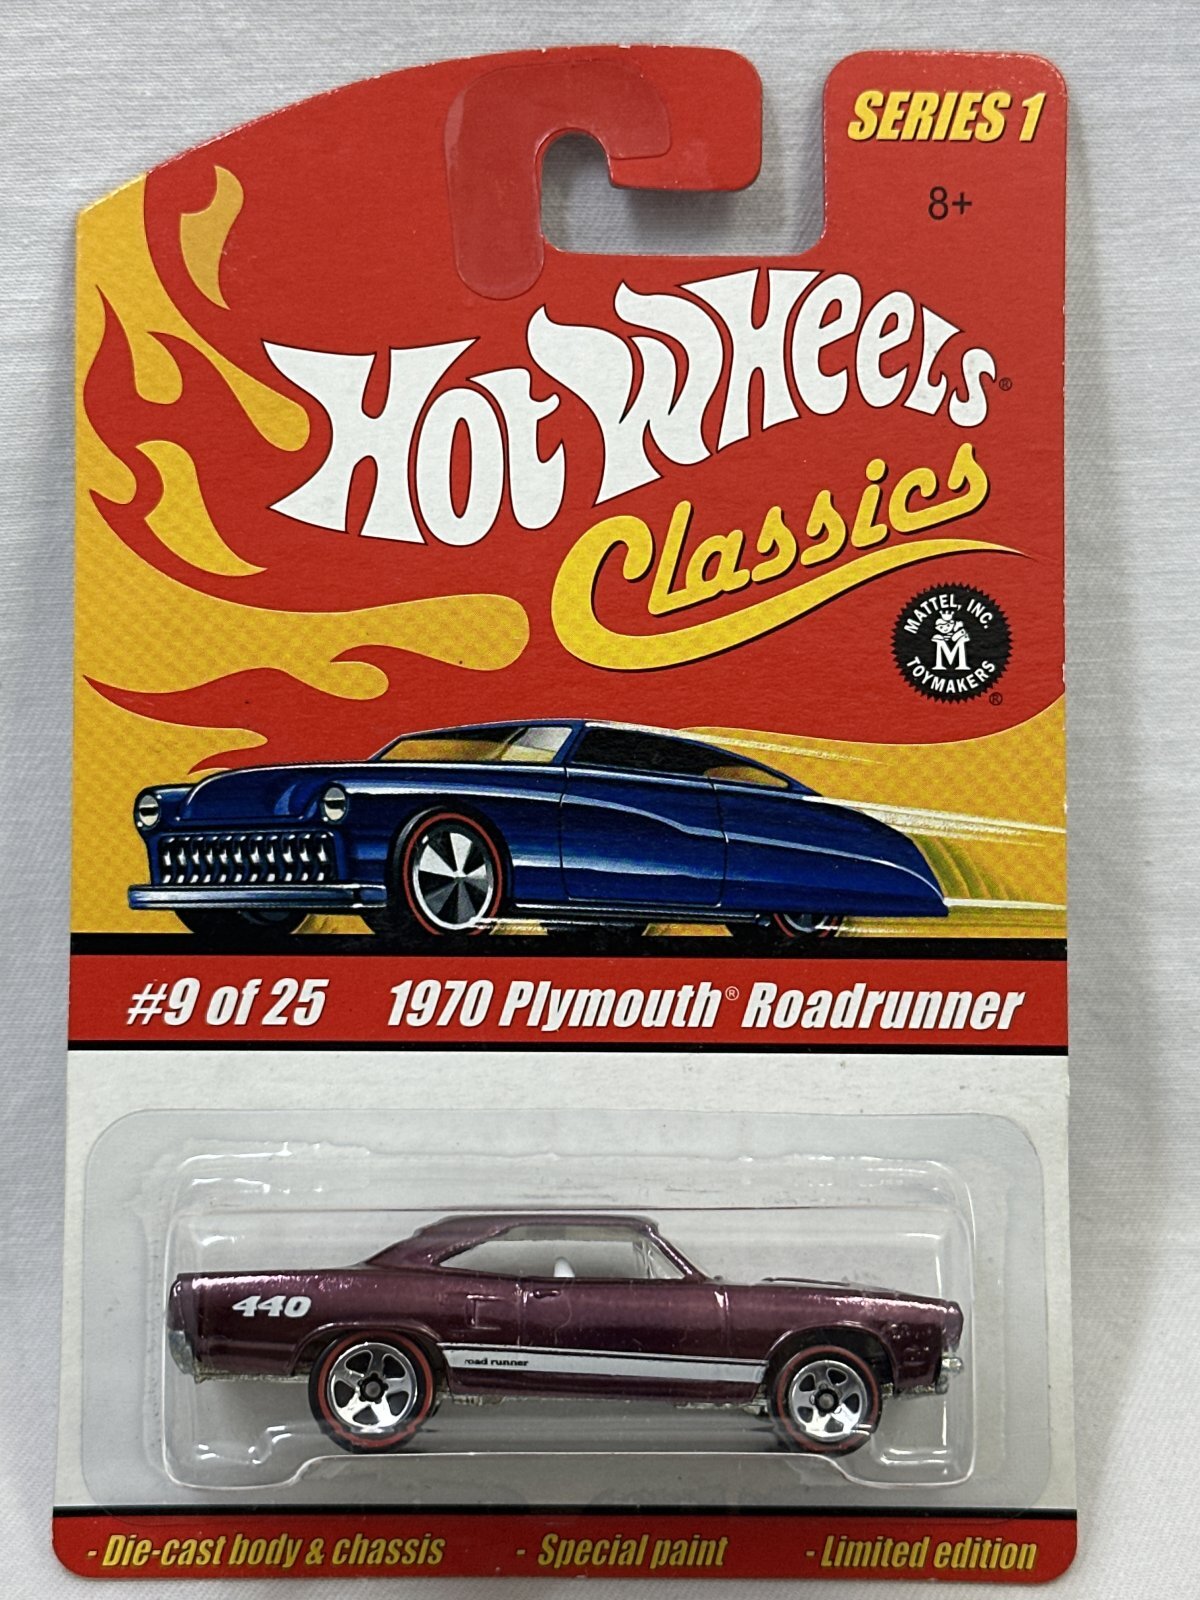 SERIES 1
8+
Hot Wheels®
Classics
MATTEL, INC.
M
TOYMAKERS
®
#9 of 25 1970 Plymouth® Roadrunner
440
road runner
- Die-cast body & chassis - Special paint - Limited edition